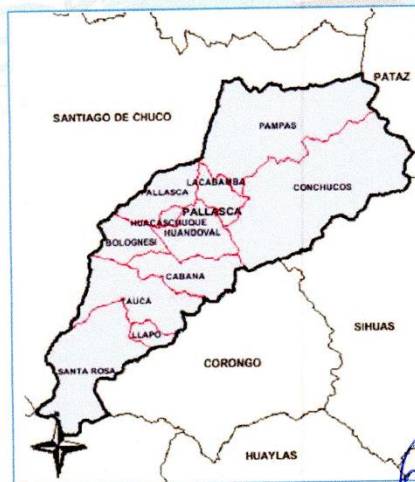 PATAZ
SANTIAGO DE CHUCO
PAMPAS
LACABAMBA
PALLASCA
CONCHUCOS
PALLASCA
HUACASCHUQUE
HUANDOVAL
BOLOGNESI
CABANA
TAUCA
LLAPO
SIHUAS
CORONGO
SANTA ROSA
HUAYLAS